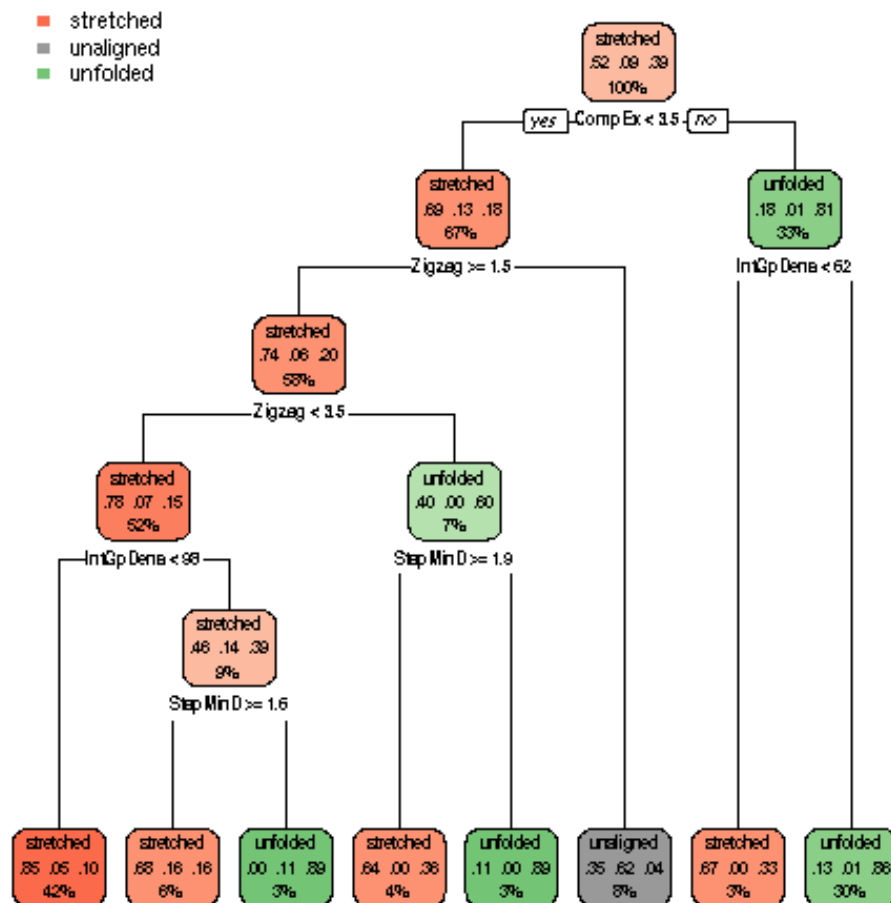 stretched
unaligned
unfolded
stretched
.52 .09 .39
100%
yes CompEx < 3.5 no
stretched
.69 .13 .18
67%
unfolded
.18 .01 .81
33%
Zigzag >= 1.5
IntGpDens < 62
stretched
.74 .06 .20
58%
Zigzag < 3.5
stretched
.78 .07 .15
52%
unfolded
.40 .00 .60
7%
IntGpDens < 98
StepMinD >= 1.9
stretched
.46 .14 .39
9%
StepMinD >= 1.6
stretched
.85 .05 .10
42%
stretched
.68 .16 .16
6%
unfolded
.00 .11 .89
3%
stretched
.64 .00 .36
4%
unfolded
.11 .00 .89
3%
unaligned
.35 .62 .04
8%
stretched
.67 .00 .33
3%
unfolded
.13 .01 .86
30%